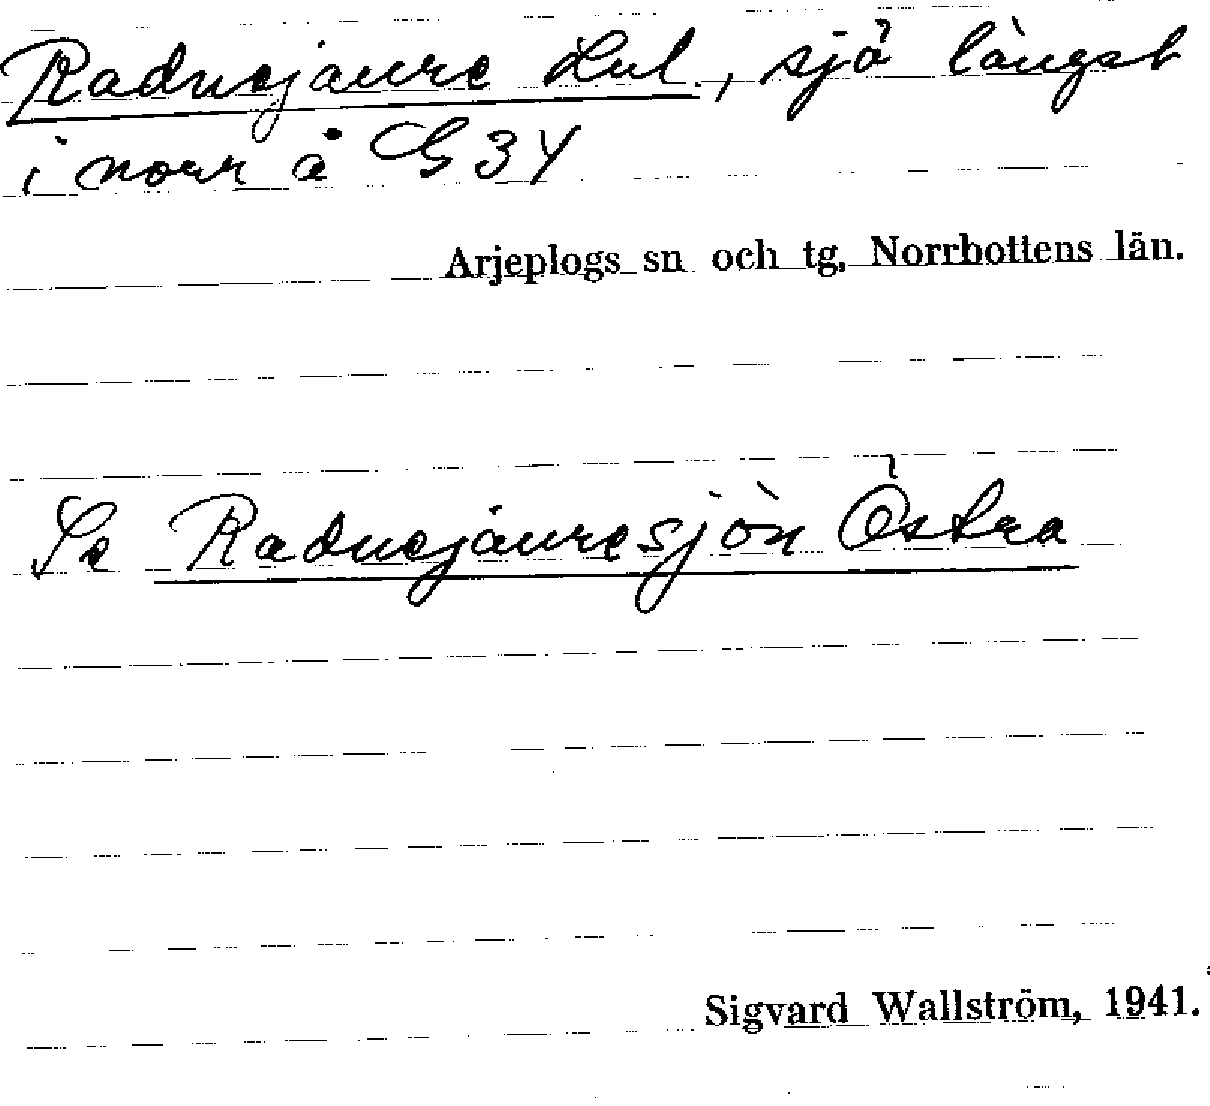 Raduejaure Lul., sjö längst
i norr å G 34
Arjeplogs sn och tg, Norrbottens län.
Se Raduejauresjön Östra
Sigvard Wallström, 1941.